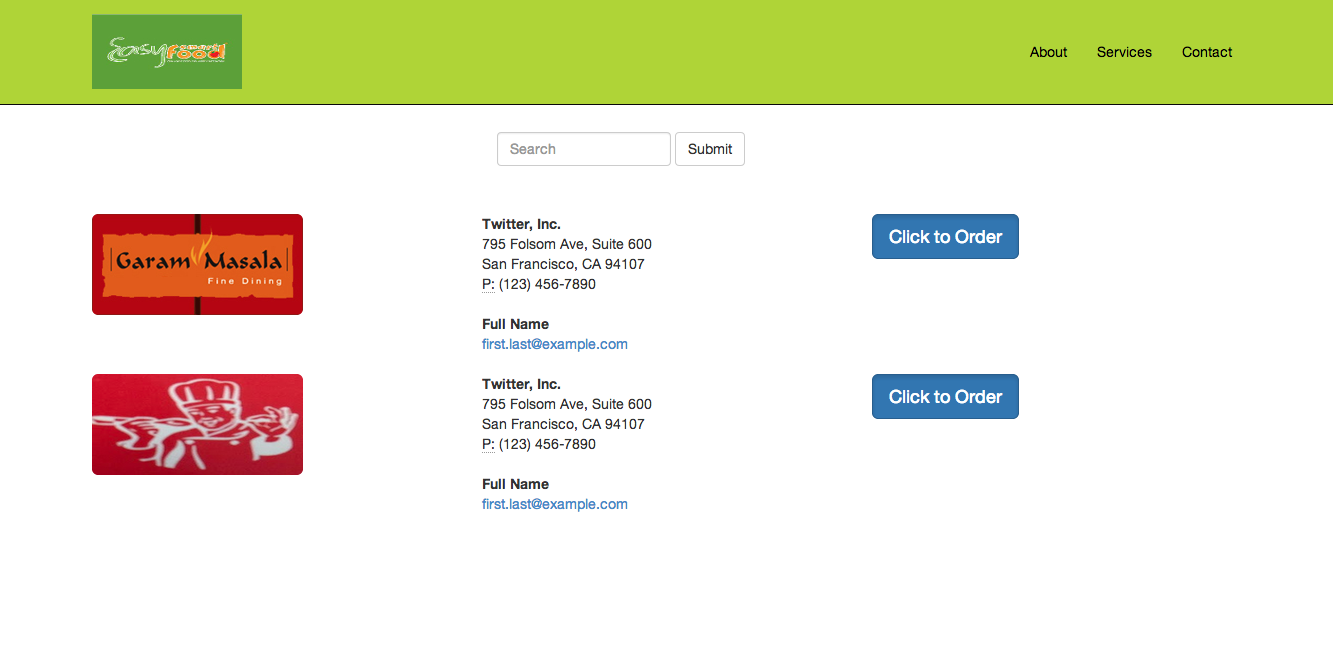 Easy
food
About
Services
Contact
Search
Submit
Garam Masala
Fine Dining
Twitter, Inc.
795 Folsom Ave, Suite 600
San Francisco, CA 94107
P: (123) 456-7890
Full Name
first.last@example.com
Click to Order
Twitter, Inc.
795 Folsom Ave, Suite 600
San Francisco, CA 94107
P: (123) 456-7890
Full Name
first.last@example.com
Click to Order